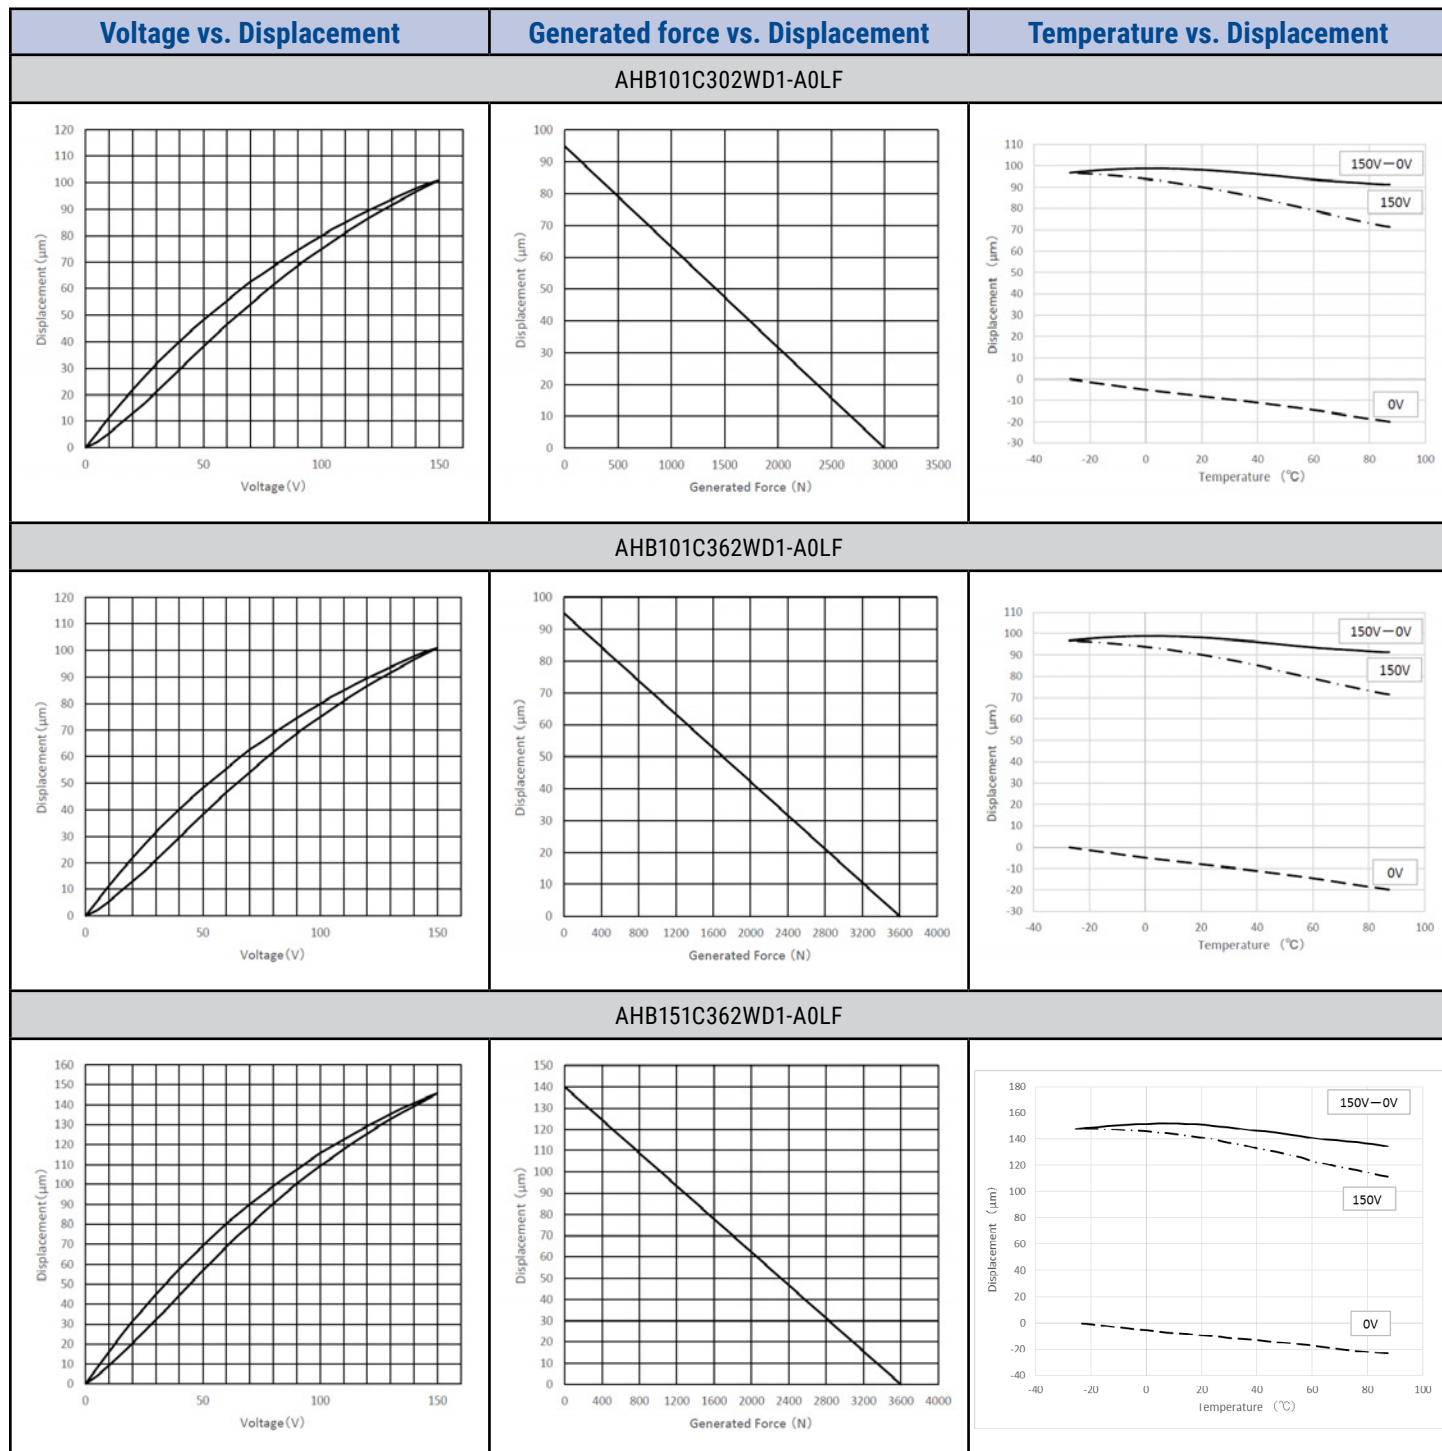 Voltage vs. Displacement
Generated force vs. Displacement
Temperature vs. Displacement
AHB101C302WD1-A0LF
120
110
100
90
80
70
60
50
40
30
20
10
0
0 50 100 150
Displacement (μm)
Voltage(V)
100
90
80
70
60
50
40
30
20
10
0
0 500 1000 1500 2000 2500 3000 3500
Displacement (μm)
Generated Force (N)
110
100
90
80
70
60
50
40
30
20
10
0
-10
-20
-30
-40 -20 0 20 40 60 80 100
Displacement (μm)
Temperature (℃)
150V-0V
150V
0V
AHB101C362WD1-A0LF
120
110
100
90
80
70
60
50
40
30
20
10
0
0 50 100 150
Displacement (μm)
Voltage(V)
100
90
80
70
60
50
40
30
20
10
0
0 400 800 1200 1600 2000 2400 2800 3200 3600 4000
Displacement (μm)
Generated Force (N)
110
100
90
80
70
60
50
40
30
20
10
0
-10
-20
-30
-40 -20 0 20 40 60 80 100
Displacement (μm)
Temperature (℃)
150V-0V
150V
0V
AHB151C362WD1-A0LF
160
150
140
130
120
110
100
90
80
70
60
50
40
30
20
10
0
0 50 100 150
Displacement (μm)
Voltage(V)
150
140
130
120
110
100
90
80
70
60
50
40
30
20
10
0
0 400 800 1200 1600 2000 2400 2800 3200 3600 4000
Displacement (μm)
Generated Force (N)
180
160
140
120
100
80
60
40
20
0
-20
-40
-40 -20 0 20 40 60 80 100
Displacement (μm)
Temperature (℃)
150V-0V
150V
0V